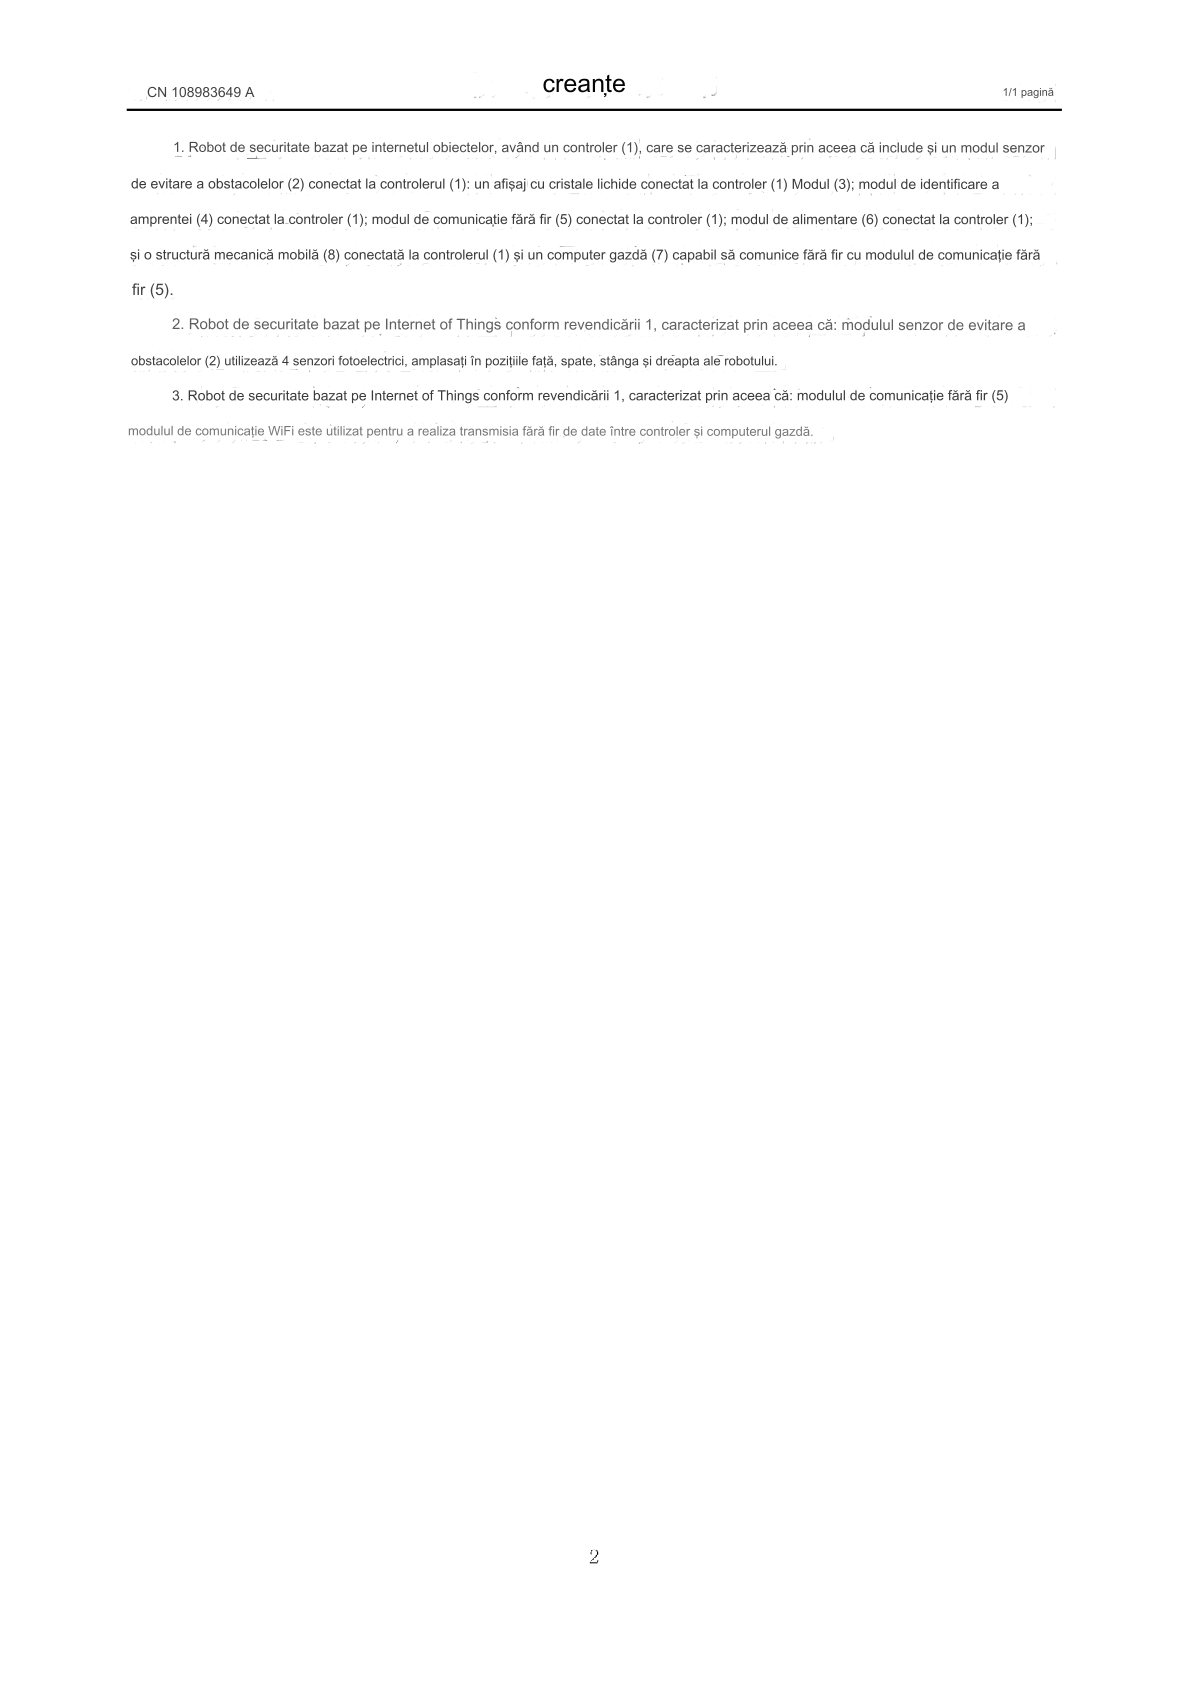 CN 108983649 A
creanțe
1/1 pagină
1. Robot de securitate bazat pe internetul obiectelor, având un controler (1), care se caracterizează prin aceea că include și un modul senzor
de evitare a obstacolelor (2) conectat la controlerul (1): un afișaj cu cristale lichide conectat la controler (1) Modul (3); modul de identificare a
amprentei (4) conectat la controler (1); modul de comunicație fără fir (5) conectat la controler (1); modul de alimentare (6) conectat la controler (1);
și o structură mecanică mobilă (8) conectată la controlerul (1) și un computer gazdă (7) capabil să comunice fără fir cu modulul de comunicație fără
fir (5).
2. Robot de securitate bazat pe Internet of Things conform revendicării 1, caracterizat prin aceea că: modulul senzor de evitare a
obstacolelor (2) utilizează 4 senzori fotoelectrici, amplasați în pozițiile față, spate, stânga și dreapta ale robotului.
3. Robot de securitate bazat pe Internet of Things conform revendicării 1, caracterizat prin aceea că: modulul de comunicație fără fir (5)
modulul de comunicație WiFi este utilizat pentru a realiza transmisia fără fir de date între controler și computerul gazdă.
2